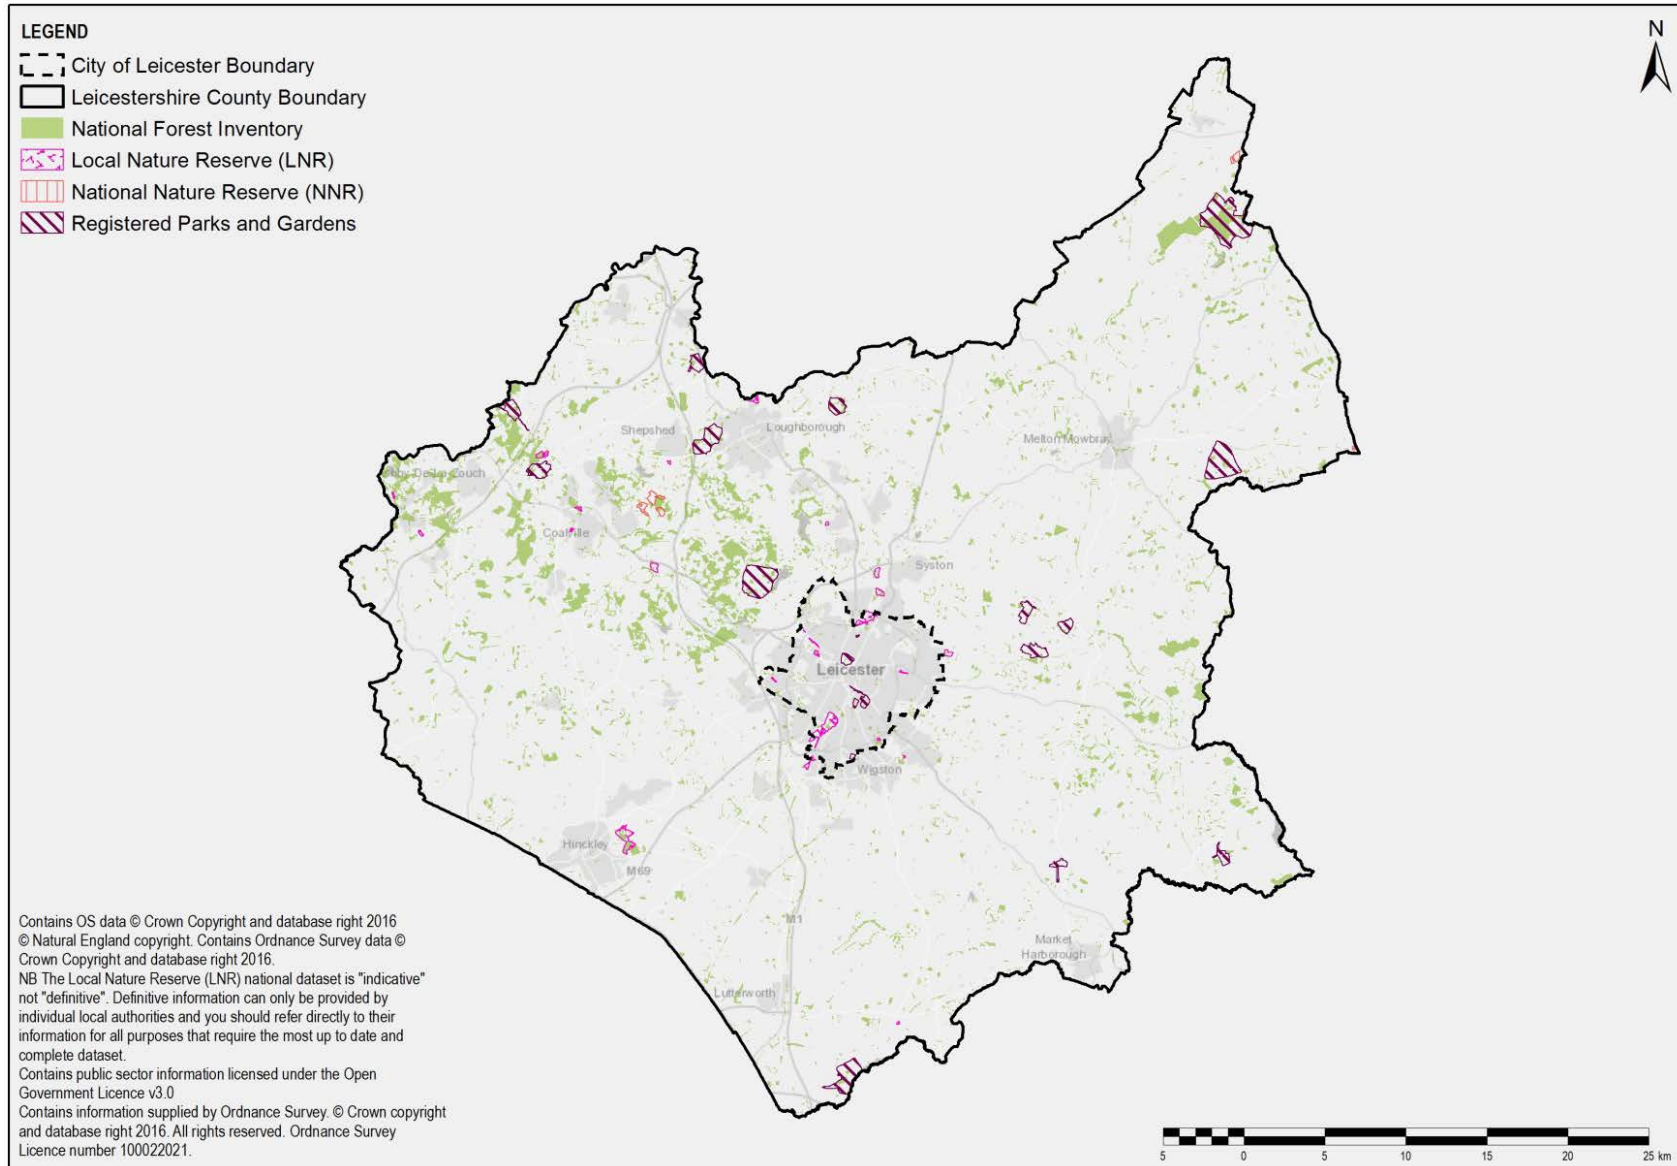 LEGEND
City of Leicester Boundary
Leicestershire County Boundary
National Forest Inventory
Local Nature Reserve (LNR)
National Nature Reserve (NNR)
Registered Parks and Gardens
N
Shepshed
Loughborough
Melton Mowbray
De-La-Zouch
Coalville
Syston
Leicester
Wigston
Hinckley
M69
M1
Market
Harborough
Lutterworth
Contains OS data © Crown Copyright and database right 2016
© Natural England copyright. Contains Ordnance Survey data ©
Crown Copyright and database right 2016.
NB The Local Nature Reserve (LNR) national dataset is "indicative"
not "definitive". Definitive information can only be provided by
individual local authorities and you should refer directly to their
information for all purposes that require the most up to date and
complete dataset.
Contains public sector information licensed under the Open
Government Licence v3.0
Contains information supplied by Ordnance Survey. © Crown copyright
and database right 2016. All rights reserved. Ordnance Survey
Licence number 100022021.
5 0 5 10 15 20 25 km